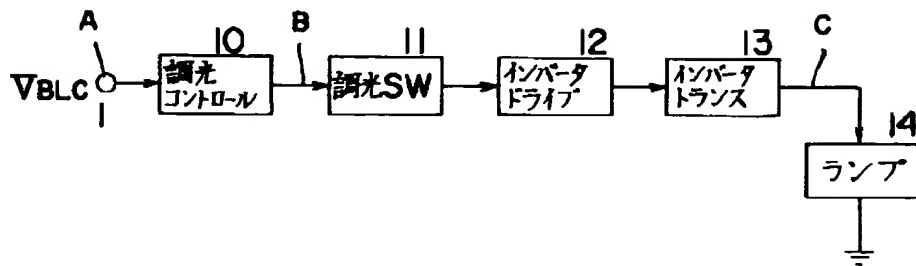 A
∇BLC
1
10
調光
コントロール
B
11
調光SW
12
インバータ
ドライブ
13
インバータ
トランス
C
14
ランプ